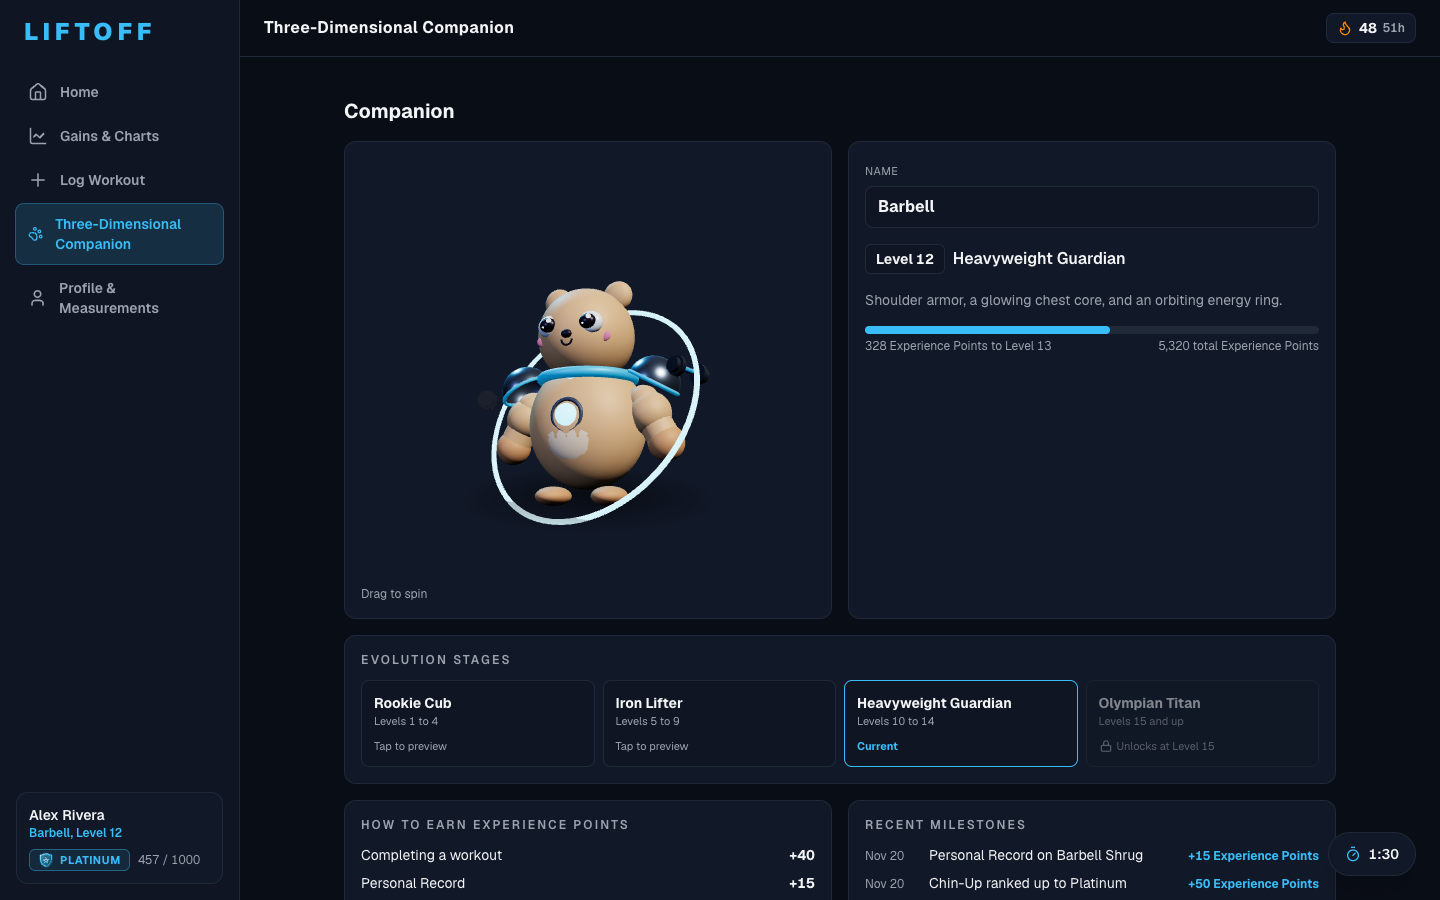 LIFTOFF
Three-Dimensional Companion
48 51h
Home
Gains & Charts
Log Workout
Three-Dimensional
Companion
Profile &
Measurements
Companion
Drag to spin
NAME
Barbell
Level 12 Heavyweight Guardian
Shoulder armor, a glowing chest core, and an orbiting energy ring.
328 Experience Points to Level 13 5,320 total Experience Points
EVOLUTION STAGES
Rookie Cub
Levels 1 to 4
Tap to preview
Iron Lifter
Levels 5 to 9
Tap to preview
Heavyweight Guardian
Levels 10 to 14
Current
Olympian Titan
Levels 15 and up
Unlocks at Level 15
HOW TO EARN EXPERIENCE POINTS
Completing a workout +40
Personal Record +15
RECENT MILESTONES
Nov 20 Personal Record on Barbell Shrug +15 Experience Points
Nov 20 Chin-Up ranked up to Platinum +50 Experience Points
1:30
Alex Rivera
Barbell, Level 12
PLATINUM 457 / 1000